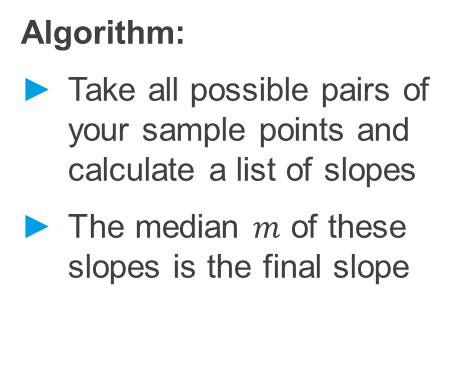 Algorithm:
► Take all possible pairs of
your sample points and
calculate a list of slopes
► The median m of these
slopes is the final slope